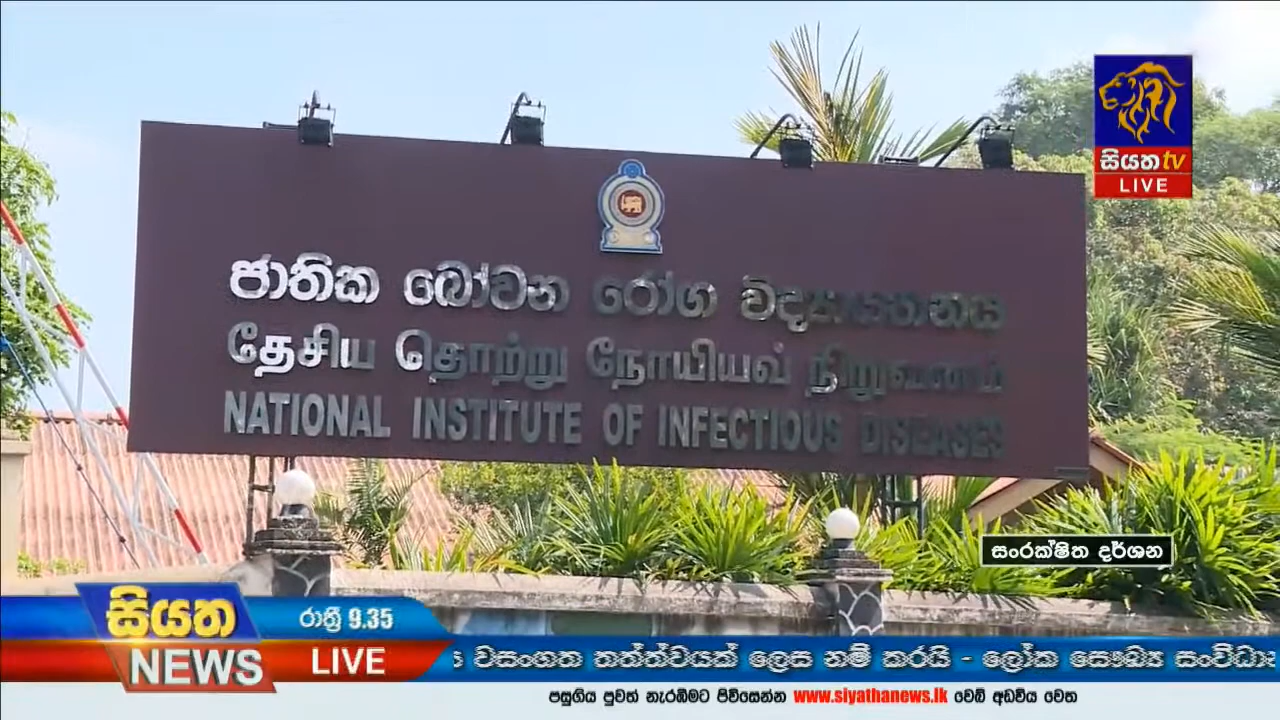 සියත tv
LIVE
ජාතික බෝවන රෝග විද්‍යායතනය
தேசிய தொற்று நோயியவ் நிறுவனம்
NATIONAL INSTITUTE OF INFECTIOUS DISEASES
සංරක්ෂිත දර්ශන
සියත
NEWS
රාත්‍රී 9.35
LIVE
වසංගත තත්ත්වයක් ලෙස නම් කරයි - ලෝක සෞඛ්‍ය සංවිධාන
පසුගිය පුවත් නැරඹීමට පිවිසෙන්න www.siyathanews.lk වෙබ් අඩවිය වෙත